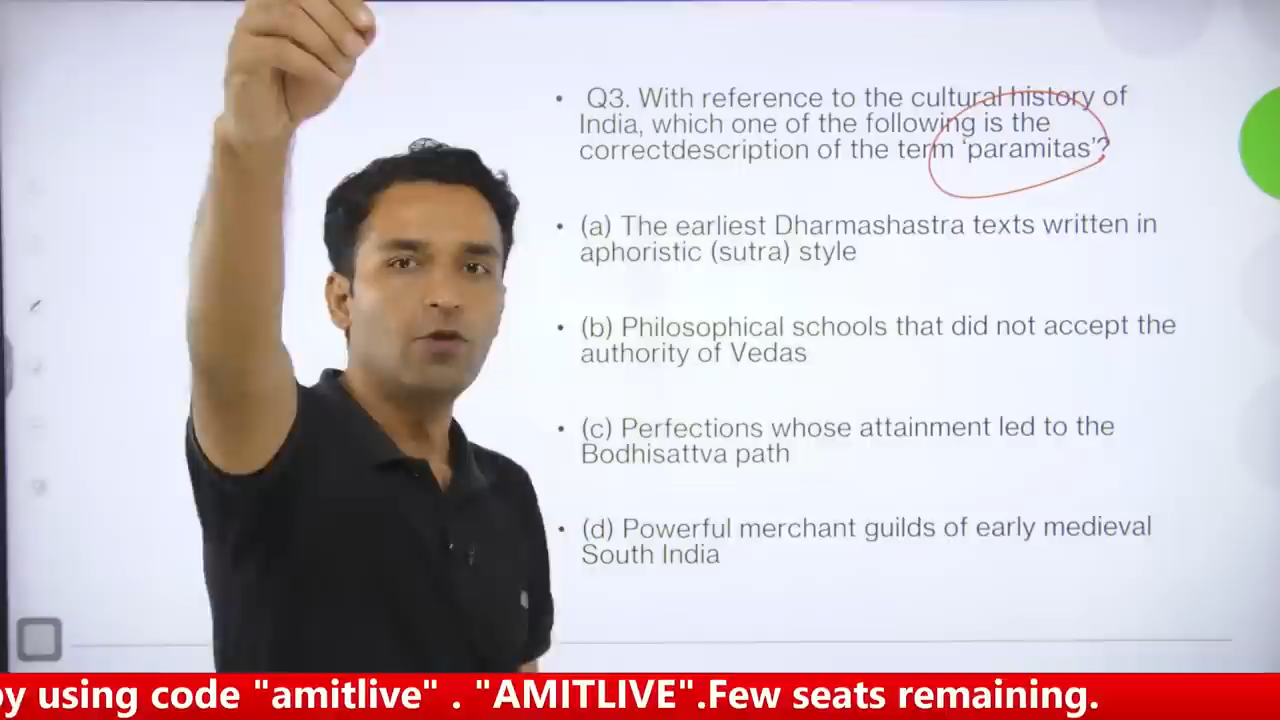 • Q3. With reference to the cultural history of
India, which one of the following is the
correctdescription of the term ‘paramitas’?
• (a) The earliest Dharmashastra texts written in
aphoristic (sutra) style
• (b) Philosophical schools that did not accept the
authority of Vedas
• (c) Perfections whose attainment led to the
Bodhisattva path
• (d) Powerful merchant guilds of early medieval
South India
by using code "amitlive" . "AMITLIVE".Few seats remaining.